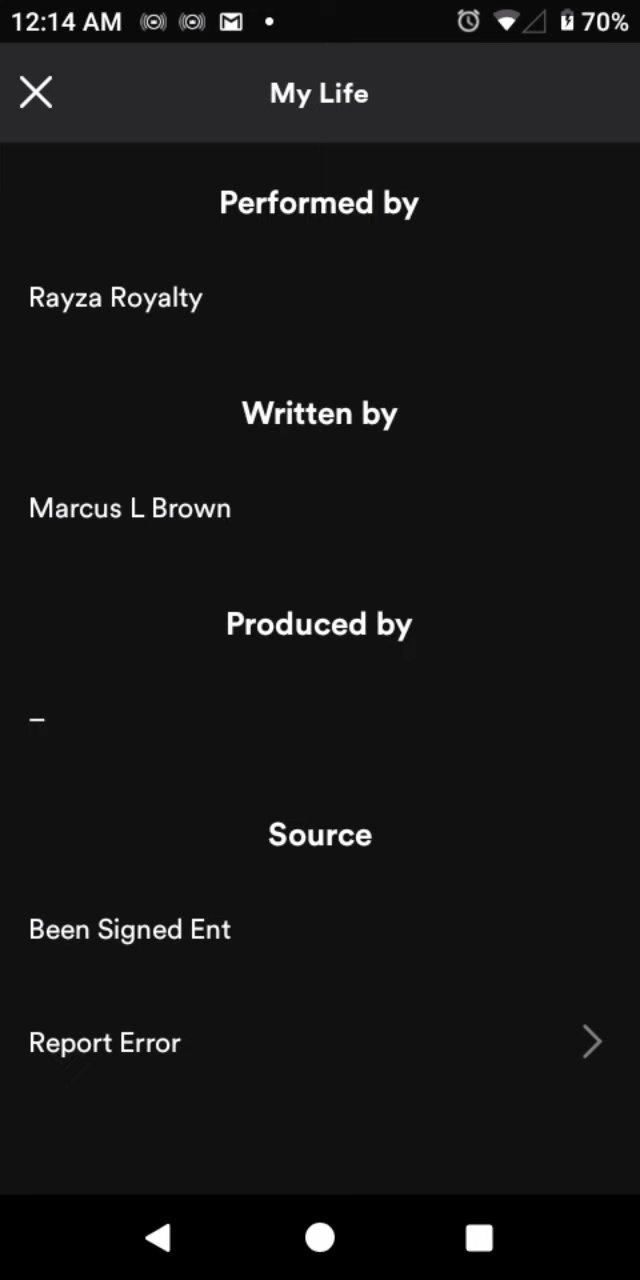 12:14 AM 70%
My Life
Performed by
Rayza Royalty
Written by
Marcus L Brown
Produced by
–
Source
Been Signed Ent
Report Error